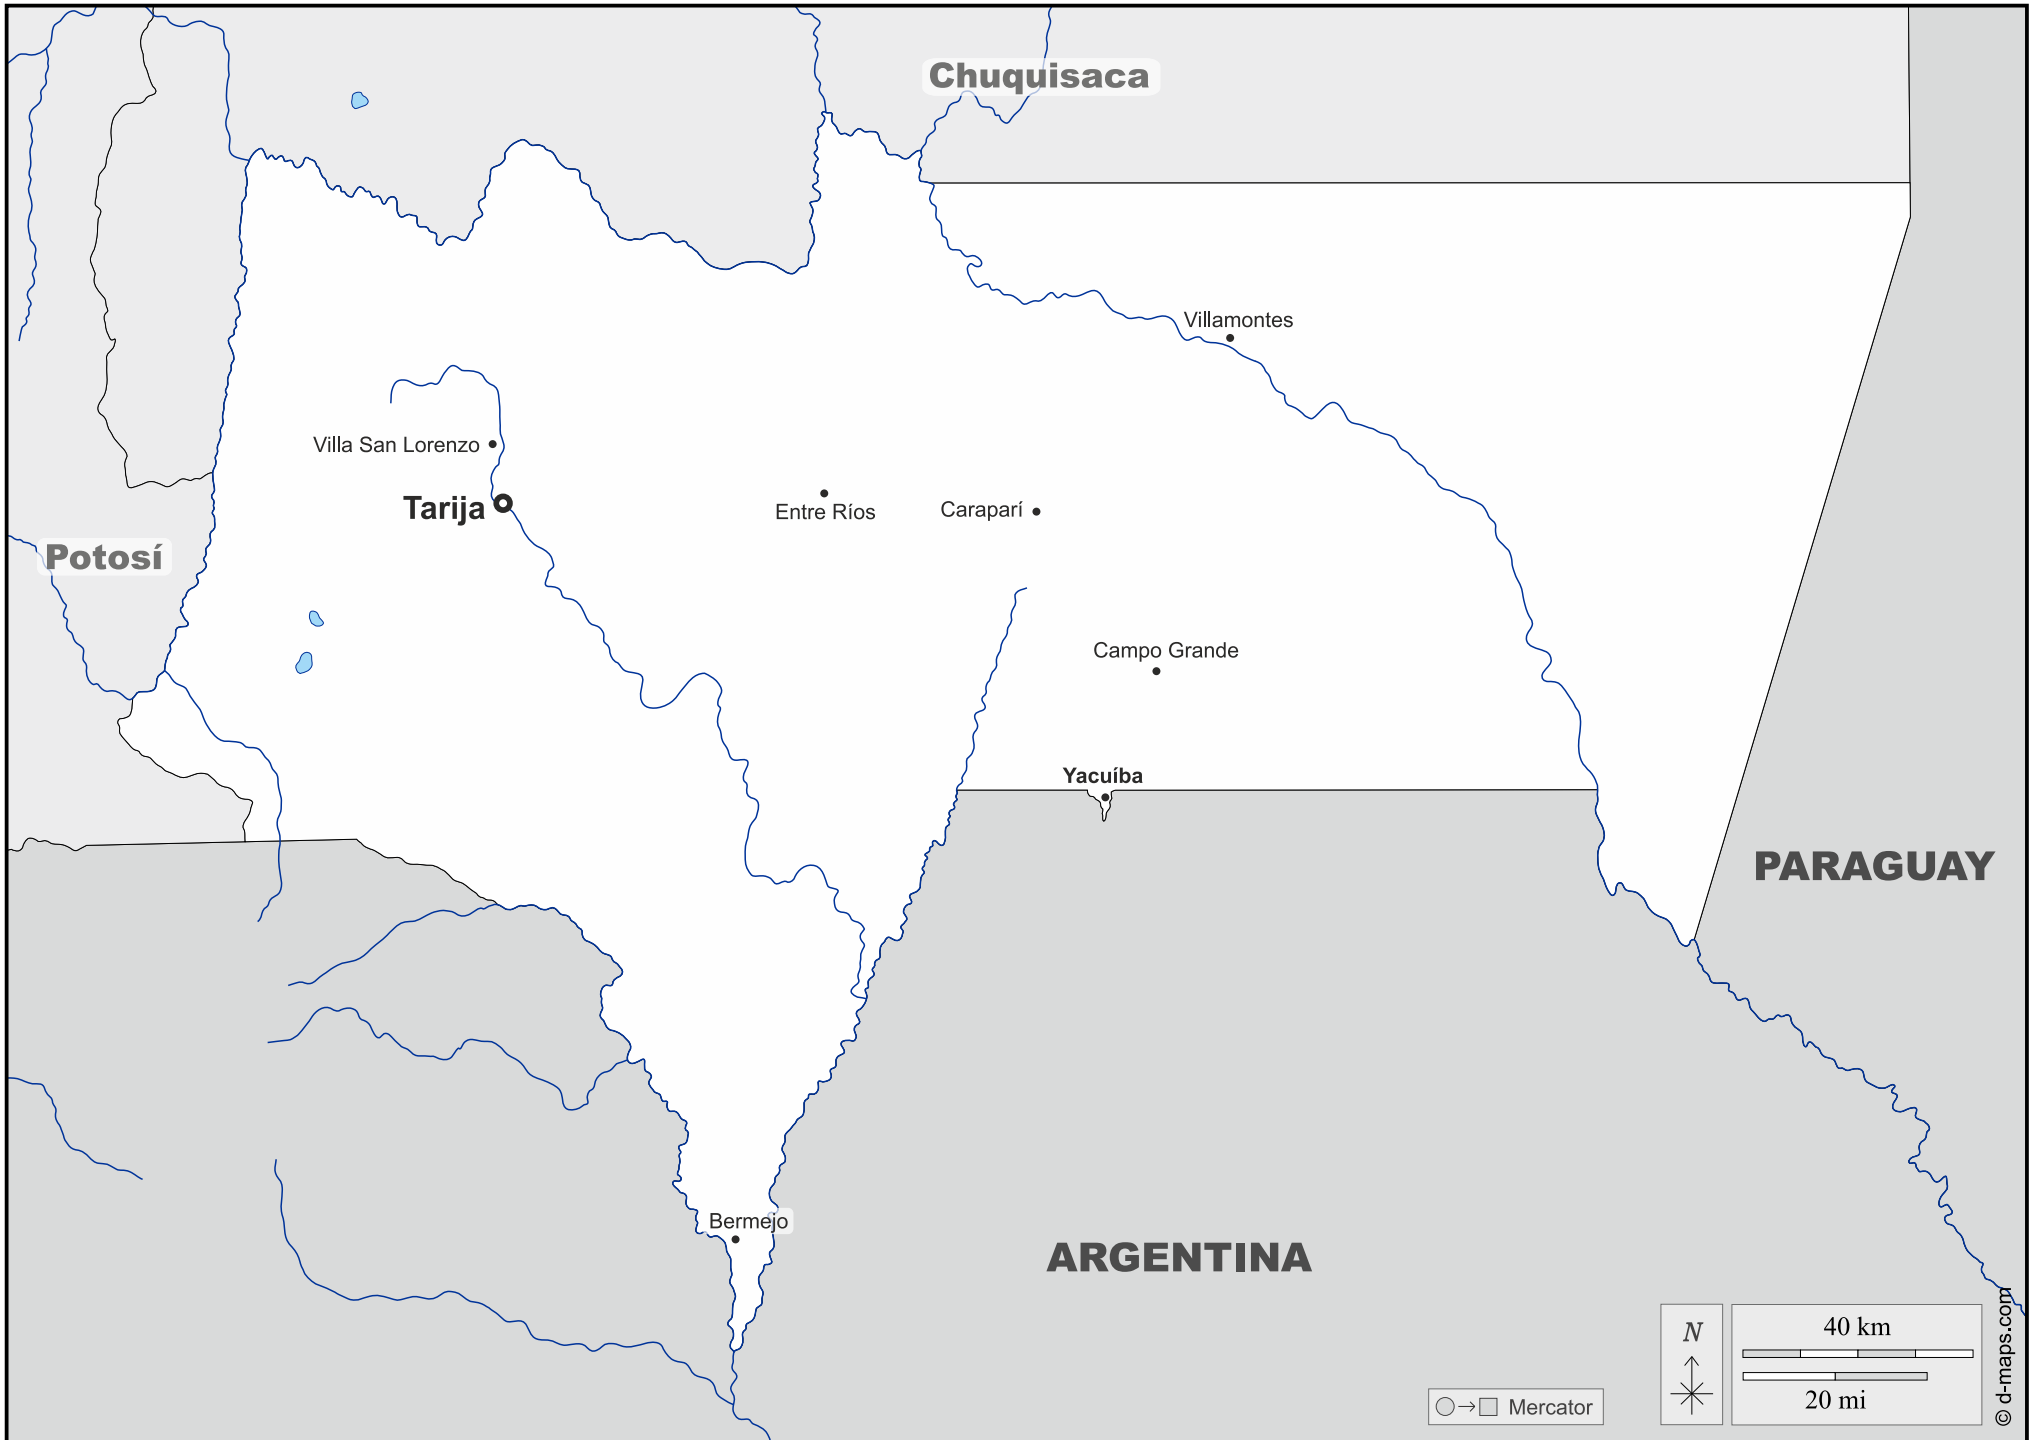 Chuquisaca
Villamontes
Villa San Lorenzo
Tarija
Entre Ríos
Caraparí
Potosí
Campo Grande
Yacuíba
PARAGUAY
Bermejo
ARGENTINA
N
40 km
20 mi
Mercator
© d-maps.com